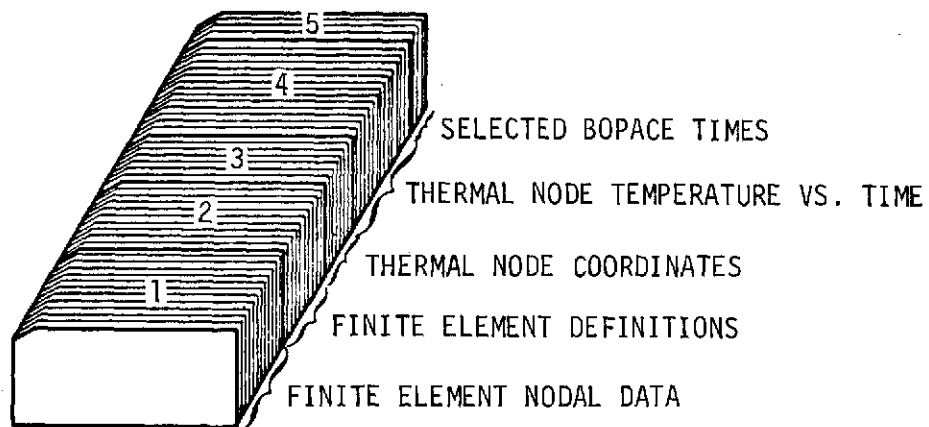 5
4
3
2
1
SELECTED BOPACE TIMES
THERMAL NODE TEMPERATURE VS. TIME
THERMAL NODE COORDINATES
FINITE ELEMENT DEFINITIONS
FINITE ELEMENT NODAL DATA